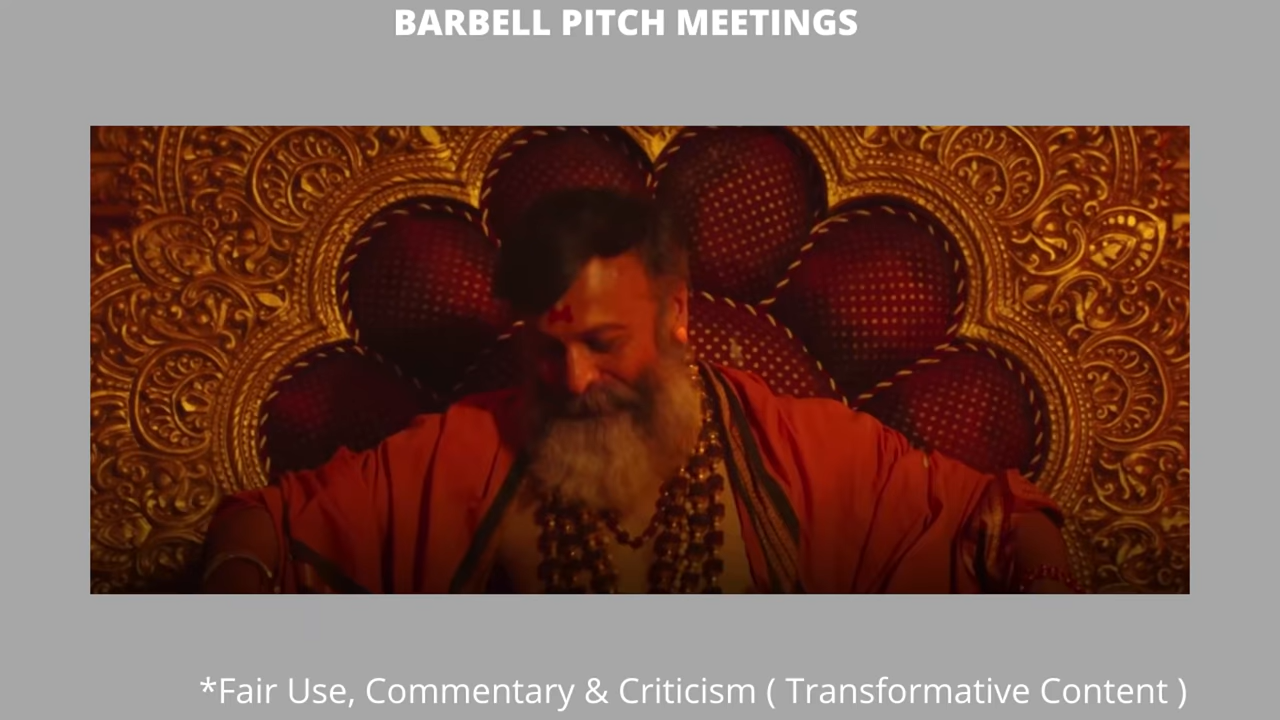 BARBELL PITCH MEETINGS
*Fair Use, Commentary & Criticism ( Transformative Content )